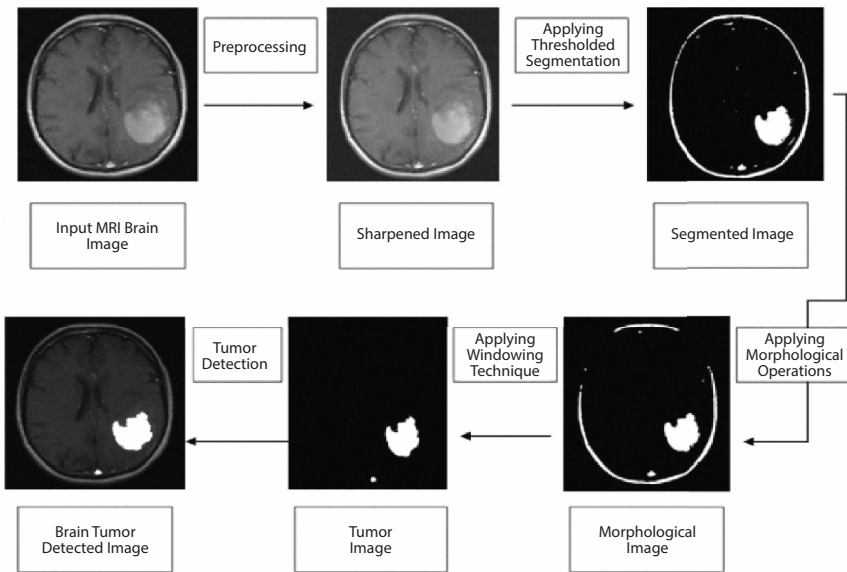 Preprocessing
Applying
Thresholded
Segmentation
Input MRI Brain
Image
Sharpened Image
Segmented Image
Tumor
Detection
Applying
Windowing
Technique
Applying
Morphological
Operations
Brain Tumor
Detected Image
Tumor
Image
Morphological
Image